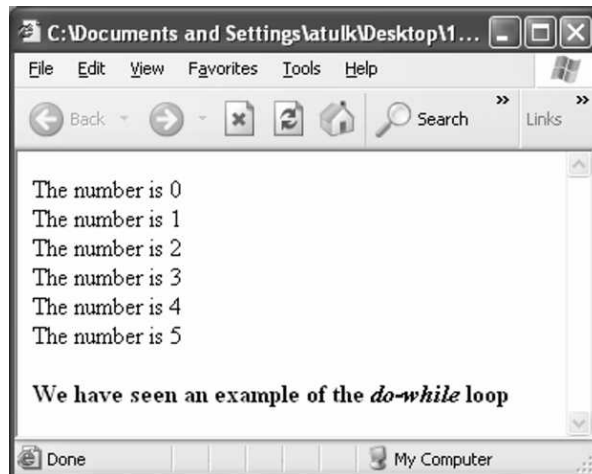 C:\Documents and Settings\atulk\Desktop\1...
File Edit View Favorites Tools Help
Back Search » Links »
The number is 0
The number is 1
The number is 2
The number is 3
The number is 4
The number is 5
We have seen an example of the do-while loop
Done My Computer